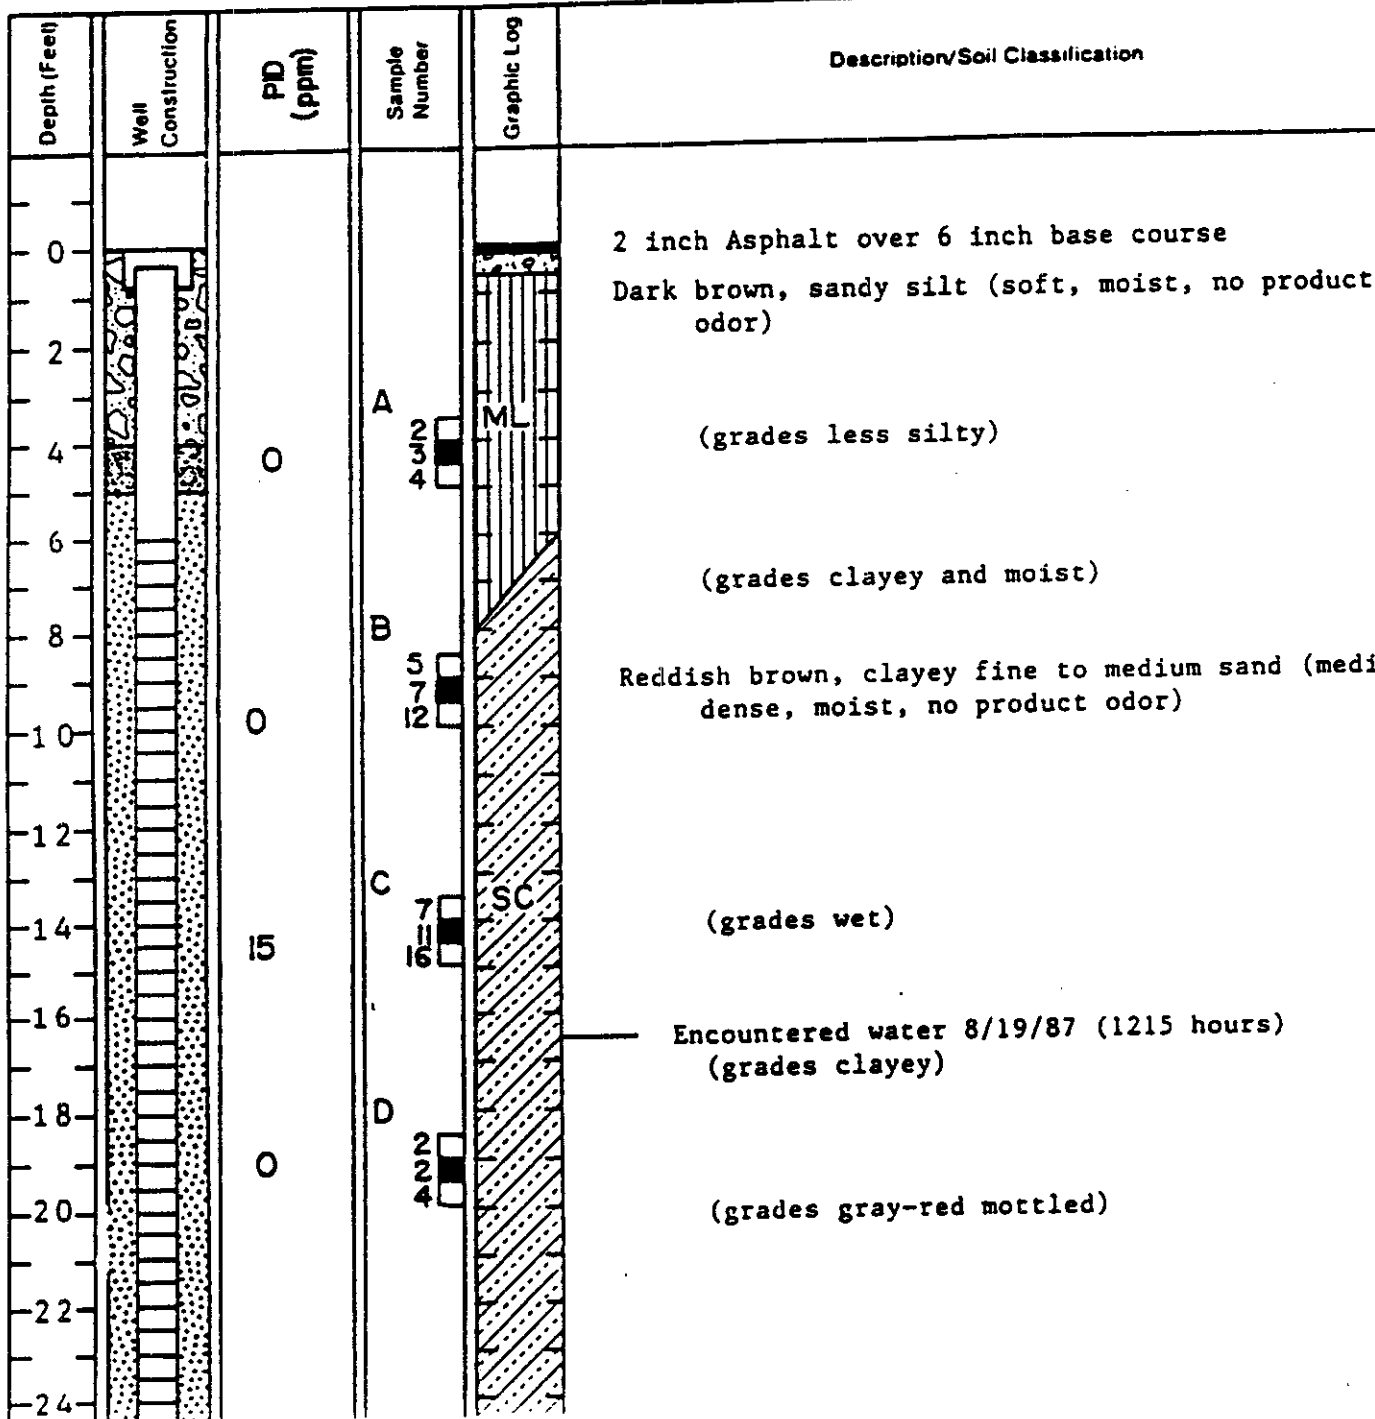 Depth (Feet)
Well
Construction
PID
(ppm)
Sample
Number
Graphic Log
Description/Soil Classification
0
2 inch Asphalt over 6 inch base course
Dark brown, sandy silt (soft, moist, no product
odor)
2
A
2
ML
(grades less silty)
3
4
0
4
6
(grades clayey and moist)
B
8
5
Reddish brown, clayey fine to medium sand (medi
7
dense, moist, no product odor)
12
0
10
12
C
7
SC
(grades wet)
14
11
15
16
16
Encountered water 8/19/87 (1215 hours)
(grades clayey)
18
D
2
0
2
4
20
(grades gray-red mottled)
22
24